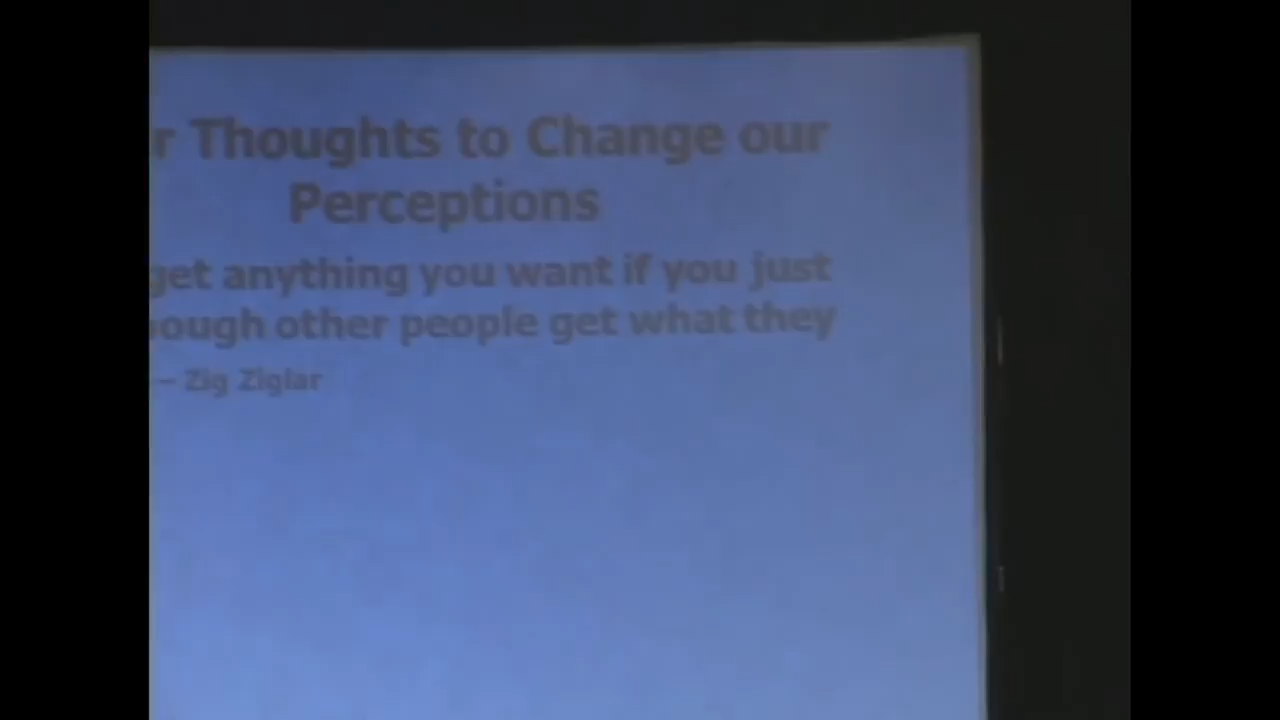 r Thoughts to Change our
Perceptions
get anything you want if you just
ough other people get what they
– Zig Ziglar